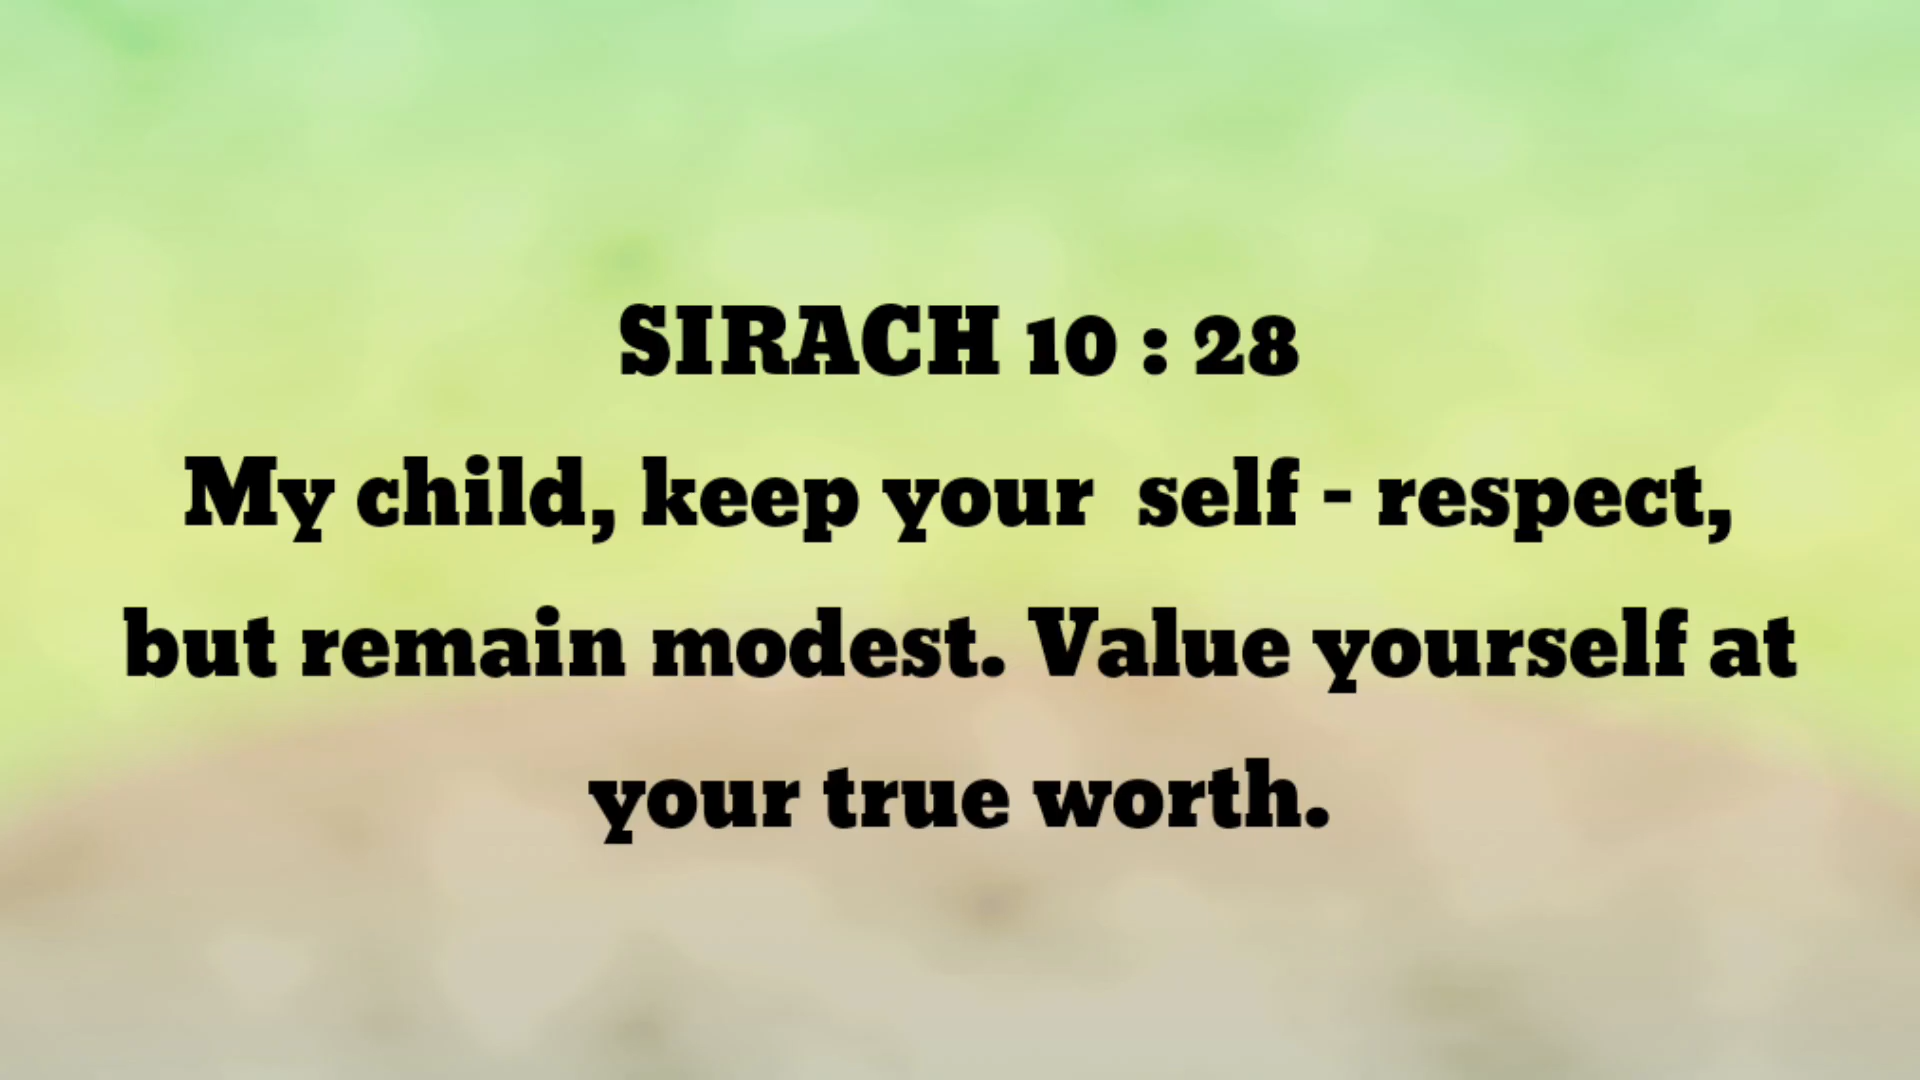 SIRACH 10 : 28
My child, keep your  self - respect,
but remain modest. Value yourself at
your true worth.